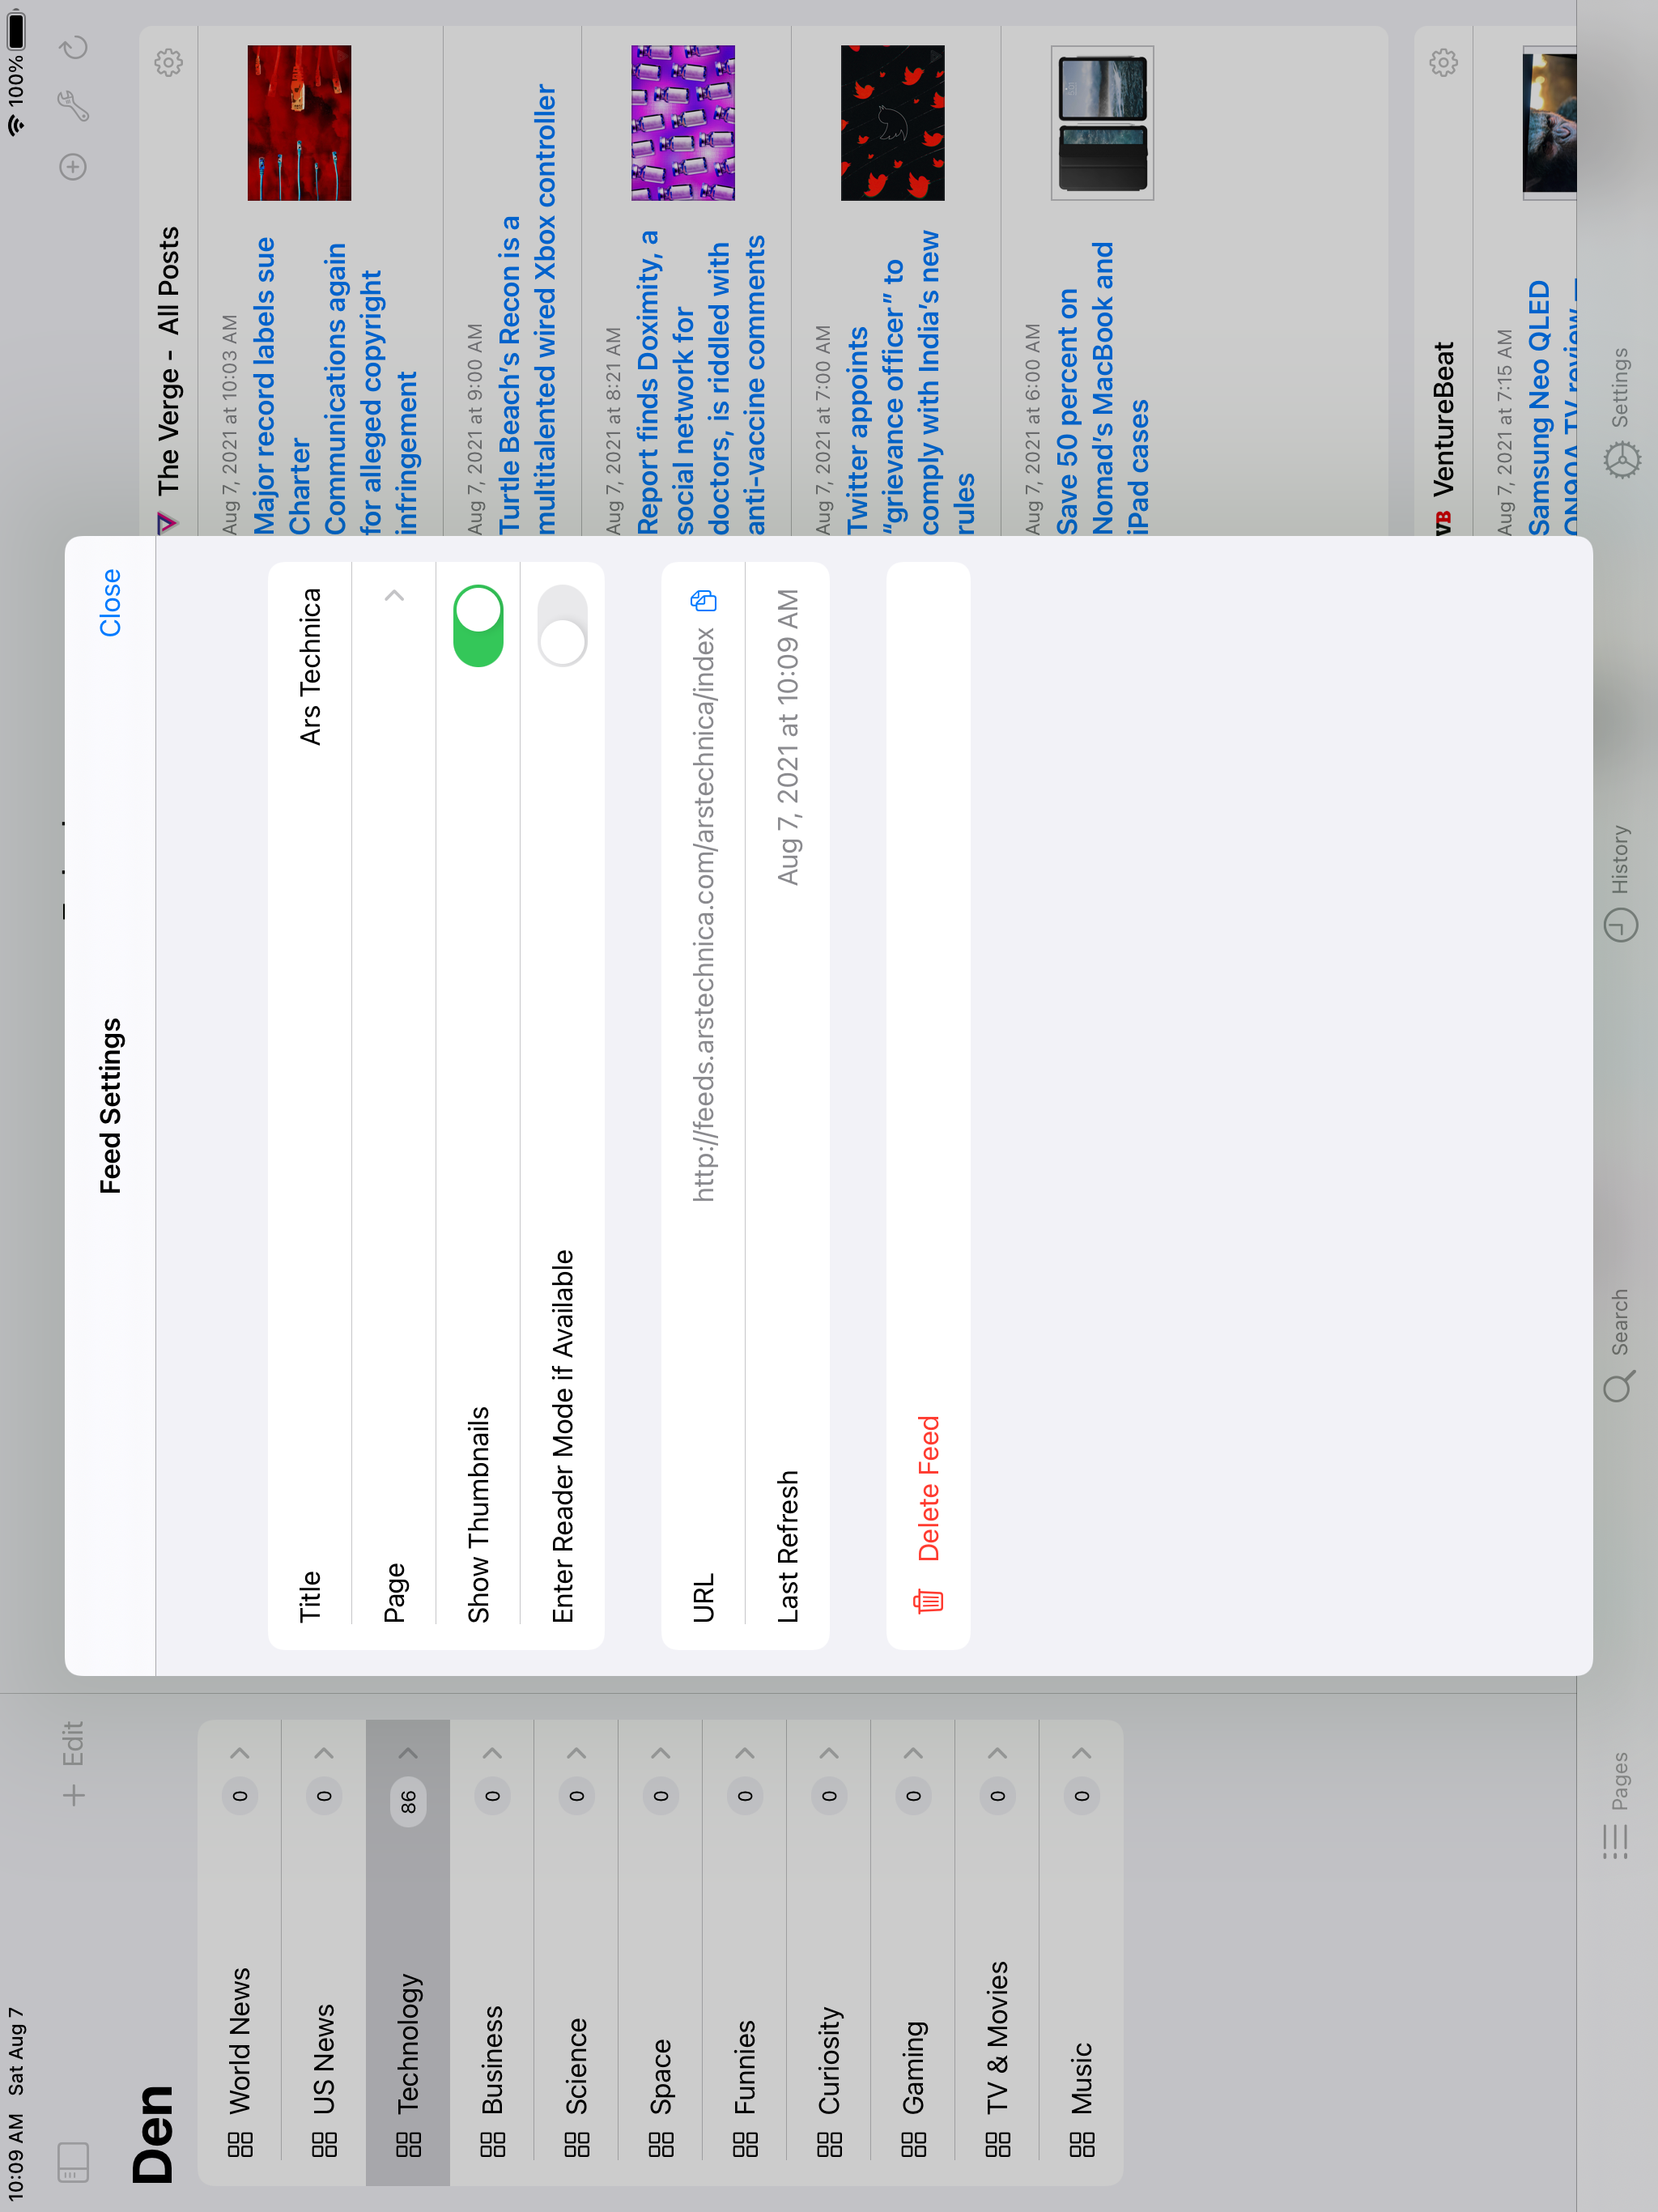 10:09 AM Sat Aug 7
100%
Edit
Den
World News 0
US News 0
Technology 86
Business 0
Science 0
Space 0
Funnies 0
Curiosity 0
Gaming 0
TV & Movies 0
Music 0
Feed Settings
Close
Title Ars Technica
Page
Show Thumbnails
Enter Reader Mode if Available
URL http://feeds.arstechnica.com/arstechnica/index
Last Refresh Aug 7, 2021 at 10:09 AM
Delete Feed
The Verge - All Posts
Aug 7, 2021 at 10:03 AM
Major record labels sue
Charter
Communications again
for alleged copyright
infringement
Aug 7, 2021 at 9:00 AM
Turtle Beach’s Recon is a
multitalented wired Xbox controller
Aug 7, 2021 at 8:21 AM
Report finds Doximity, a
social network for
doctors, is riddled with
anti-vaccine comments
Aug 7, 2021 at 7:00 AM
Twitter appoints
“grievance officer” to
comply with India’s new
rules
Aug 7, 2021 at 6:00 AM
Save 50 percent on
Nomad’s MacBook and
iPad cases
VB VentureBeat
Aug 7, 2021 at 7:15 AM
Samsung Neo QLED
QN90A TV review —
Pages
Search
History
Settings